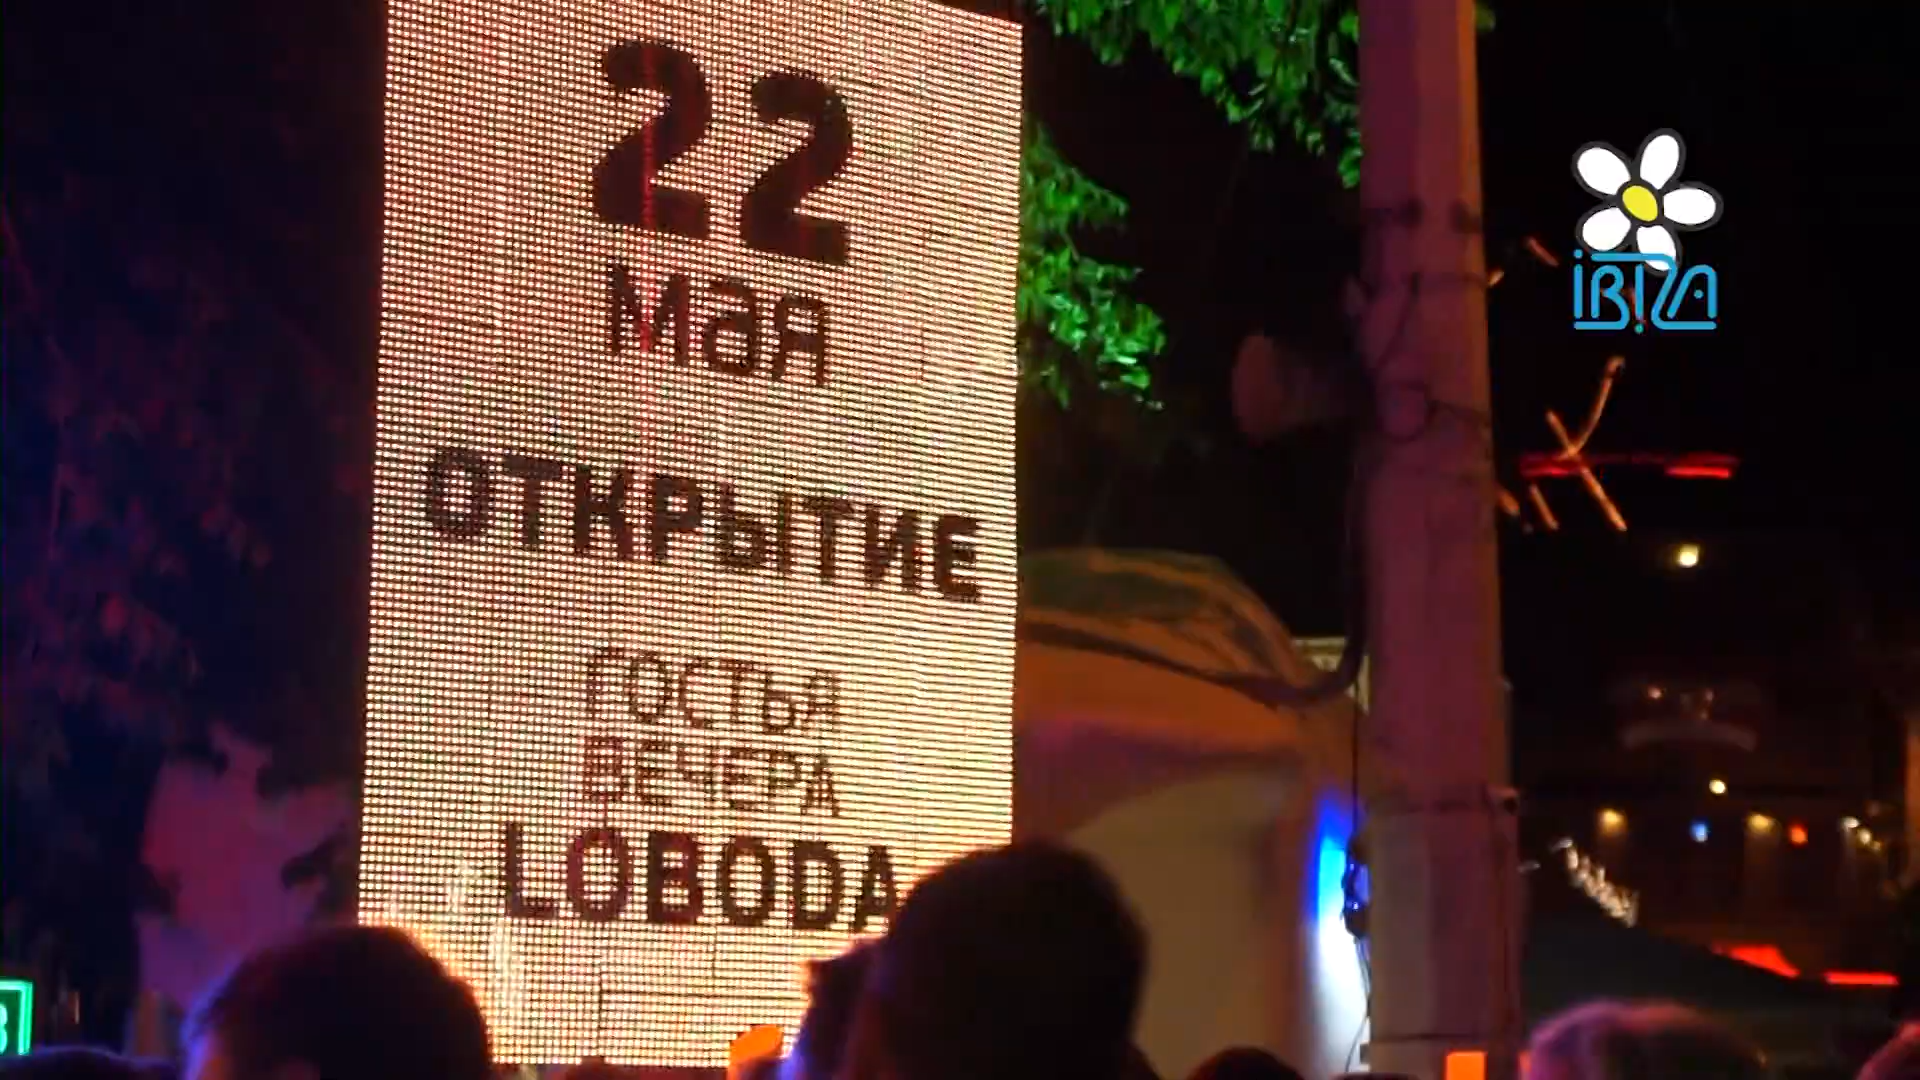 22
мая
ОТКРЫТИЕ
ГОСТЬЯ
ВЕЧЕРА
LOBODA
IBIZA